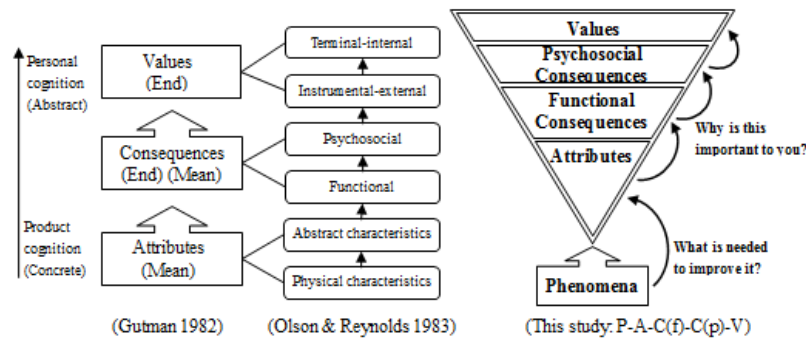 Personal
cognition
(Abstract)
Product
cognition
(Concrete)
Values
(End)
Consequences
(End) (Mean)
Attributes
(Mean)
(Gutman 1982)
Terminal-internal
Instrumental-external
Psychosocial
Functional
Abstract characteristics
Physical characteristics
(Olson & Reynolds 1983)
Values
Psychosocial
Consequences
Functional
Consequences
Attributes
Phenomena
Why is this
important to you?
What is needed
to improve it?
(This study: P-A-C(f)-C(p)-V)